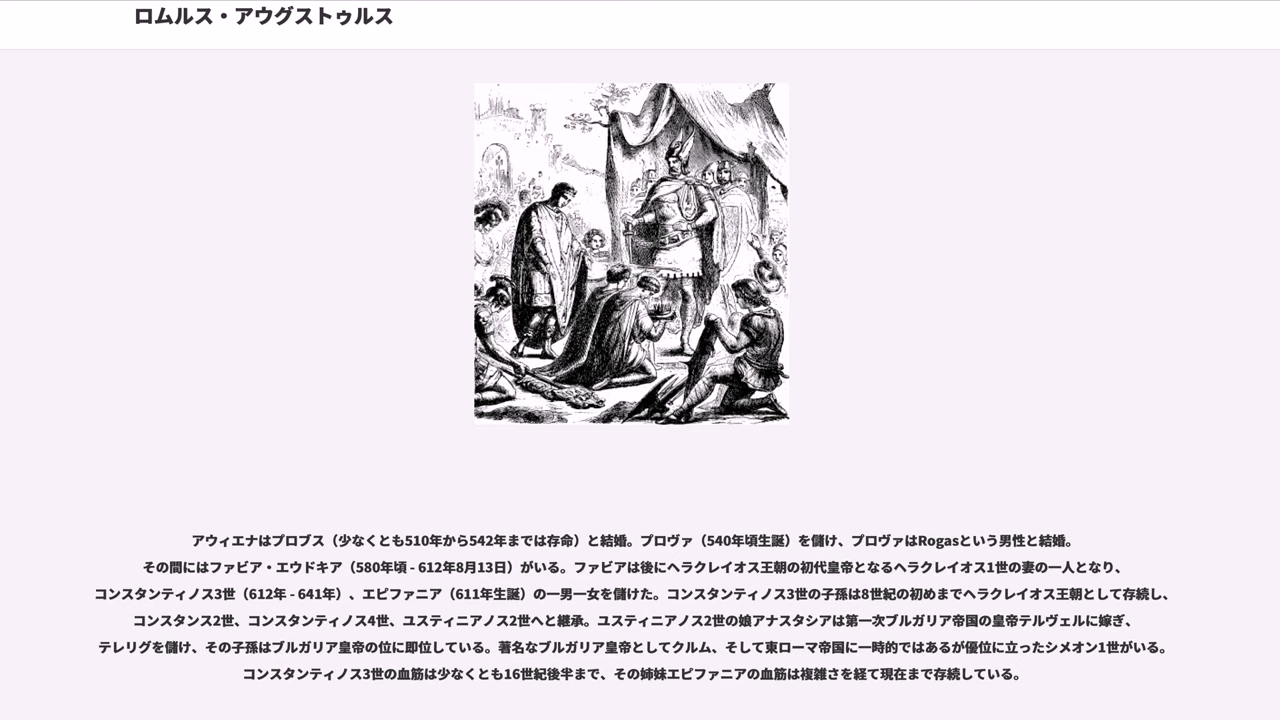 ロムルス・アウグストゥルス
アウィエナはプロブス（少なくとも510年から542年までは存命）と結婚。プロヴァ（540年頃生誕）を儲け、プロヴァはRogasという男性と結婚。
その間にはファビア・エウドキア（580年頃 - 612年8月13日）がいる。ファビアは後にヘラクレイオス王朝の初代皇帝となるヘラクレイオス1世の妻の一人となり、
コンスタンティノス3世（612年 - 641年）、エピファニア（611年生誕）の一男一女を儲けた。コンスタンティノス3世の子孫は8世紀の初めまでヘラクレイオス王朝として存続し、
コンスタンス2世、コンスタンティノス4世、ユスティニアノス2世へと継承。ユスティニアノス2世の娘アナスタシアは第一次ブルガリア帝国の皇帝テルヴェルに嫁ぎ、
テレリグを儲け、その子孫はブルガリア皇帝の位に即位している。著名なブルガリア皇帝としてクルム、そして東ローマ帝国に一時的ではあるが優位に立ったシメオン1世がいる。
コンスタンティノス3世の血筋は少なくとも16世紀後半まで、その姉妹エピファニアの血筋は複雑さを経て現在まで存続している。